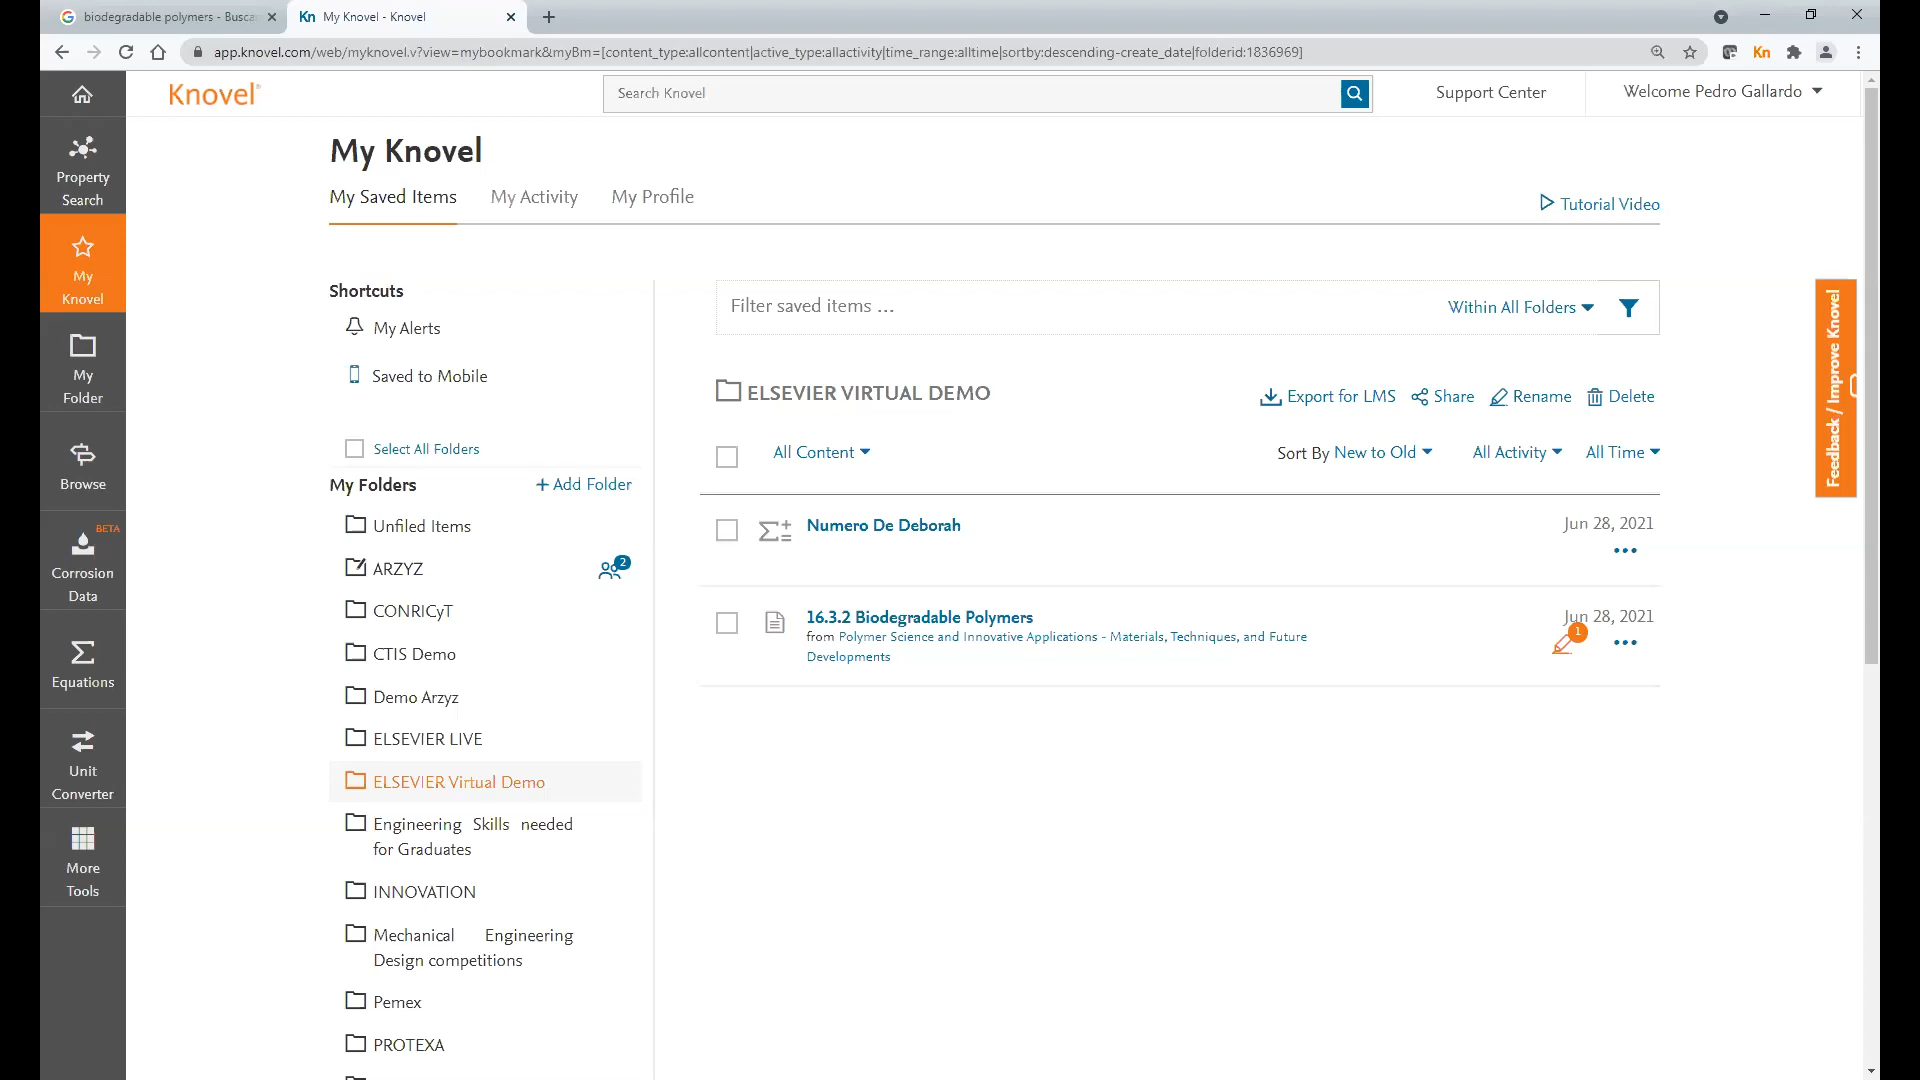 biodegradable polymers - Busca
Kn My Knovel - Knovel
app.knovel.com/web/myknovel.v?view=mybookmark&myBm=[content_type:allcontent|active_type:allactivity|time_range:alltime|sortby:descending-create_date|folderid:1836969]
Kn
Knovel
Search Knovel
Support Center
Welcome Pedro Gallardo
Property
Search
My
Knovel
My
Folder
Browse
BETA
Corrosion
Data
Equations
Unit
Converter
More
Tools
My Knovel
My Saved Items
My Activity
My Profile
Tutorial Video
Shortcuts
My Alerts
Saved to Mobile
Select All Folders
My Folders
+ Add Folder
Unfiled Items
ARZYZ
2
CONRICyT
CTIS Demo
Demo Arzyz
ELSEVIER LIVE
ELSEVIER Virtual Demo
Engineering Skills needed
for Graduates
INNOVATION
Mechanical Engineering
Design competitions
Pemex
PROTEXA
Filter saved items ...
Within All Folders
ELSEVIER VIRTUAL DEMO
Export for LMS
Share
Rename
Delete
All Content
Sort By New to Old
All Activity
All Time
Numero De Deborah
Jun 28, 2021
16.3.2 Biodegradable Polymers
Jun 28, 2021
from Polymer Science and Innovative Applications - Materials, Techniques, and Future
Developments
1
Feedback / Improve Knovel